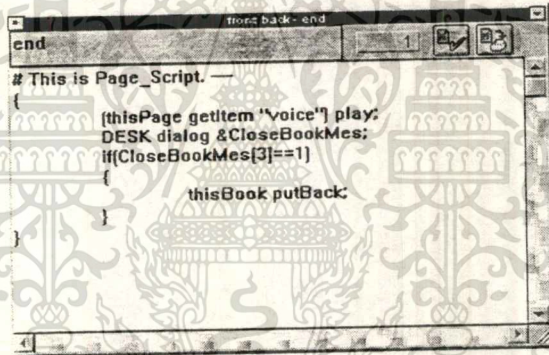 front back - end
end
1
# This is Page_Script. —
{
(thisPage getItem "voice") play;
DESK dialog &CloseBookMes;
if(CloseBookMes[3]==1)
{
thisBook putBack;
}
}